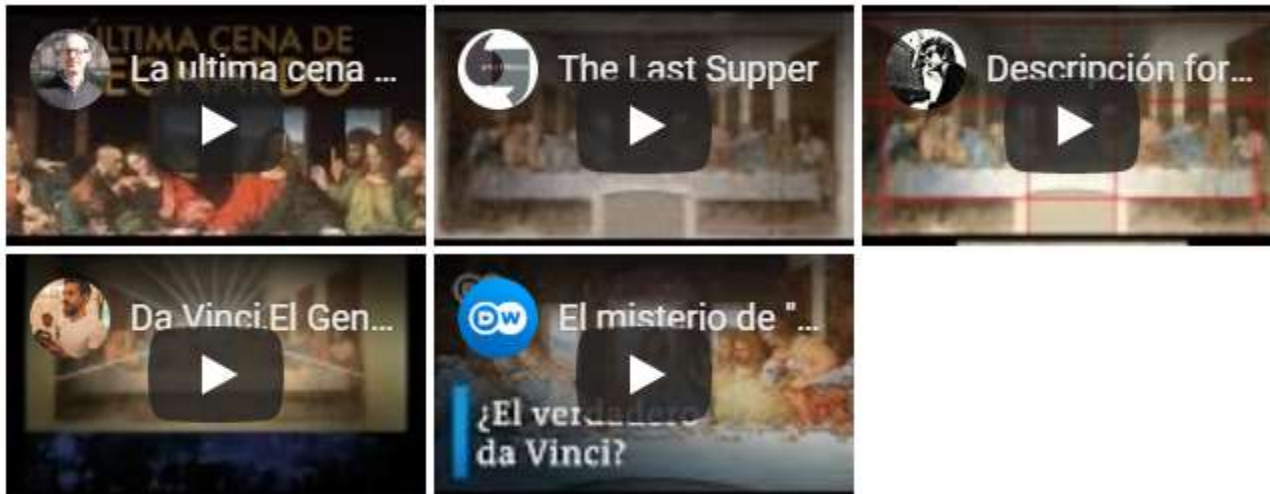 ÚLTIMA CENA DE
LEONARDO
La ultima cena ...
The Last Supper
Descripción for...
Da Vinci.El Gen...
DW
El misterio de "...
¿El verdadero
da Vinci?